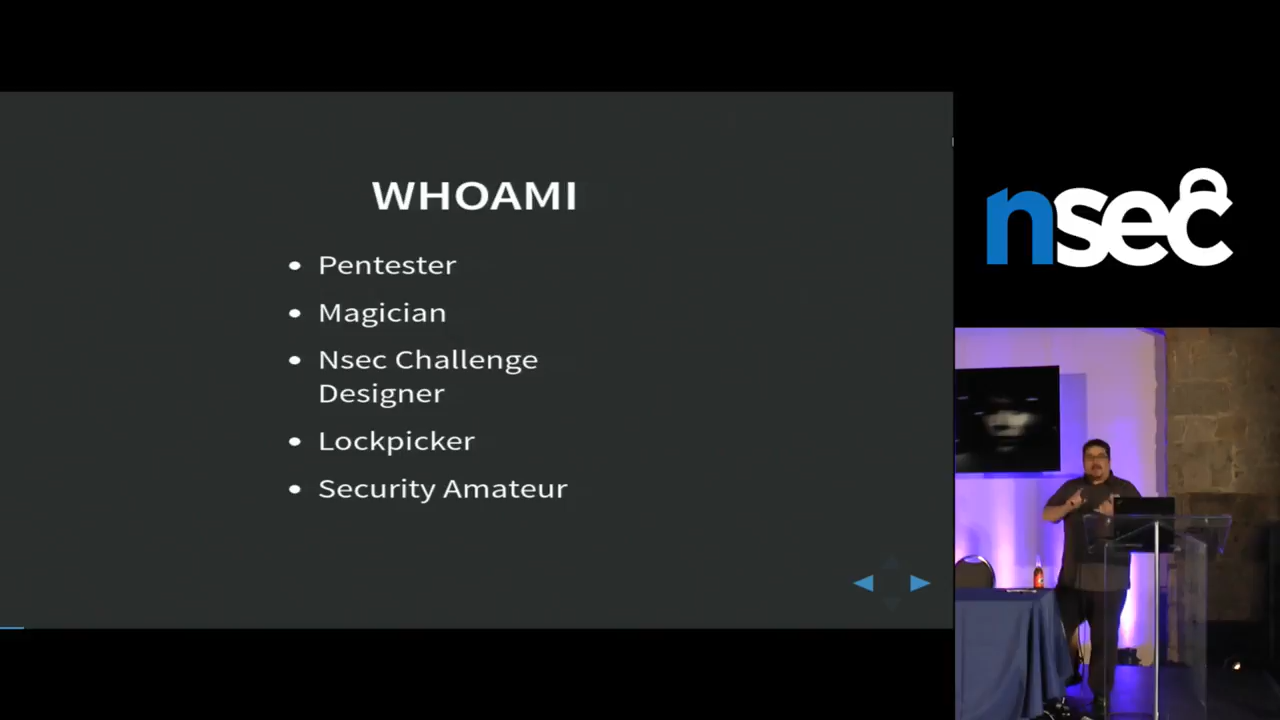 WHOAMI
Pentester
Magician
Nsec Challenge
Designer
Lockpicker
Security Amateur
nsec